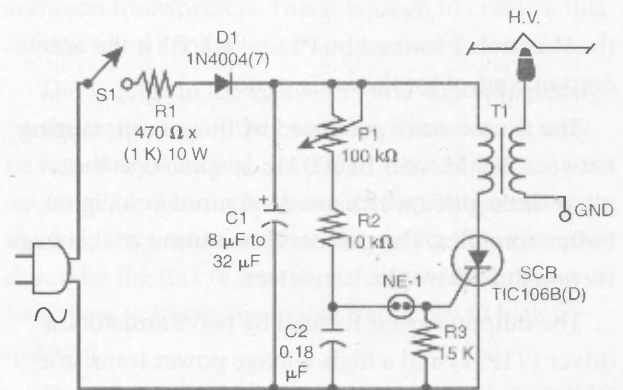 H.V.
D1
1N4004(7)
S1
R1
470 Ω x
(1 K) 10 W
P1
100 kΩ
T1
GND
C1
8 µF to
32 µF
R2
10 kΩ
NE-1
SCR
TIC106B(D)
C2
0.18
µF
R3
15 K